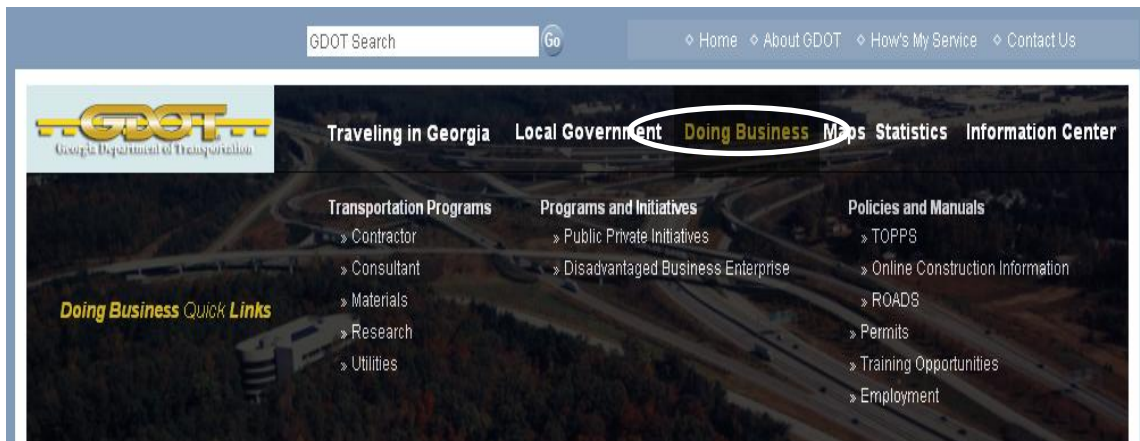 GDOT Search Go ⋄ Home ⋄ About GDOT ⋄ How's My Service ⋄ Contact Us
GDOT
Georgia Department of Transportation
Traveling in Georgia Local Government Doing Business Maps Statistics Information Center
Doing Business Quick Links
Transportation Programs
» Contractor
» Consultant
» Materials
» Research
» Utilities
Programs and Initiatives
» Public Private Initiatives
» Disadvantaged Business Enterprise
Policies and Manuals
» TOPPS
» Online Construction Information
» ROADS
» Permits
» Training Opportunities
» Employment